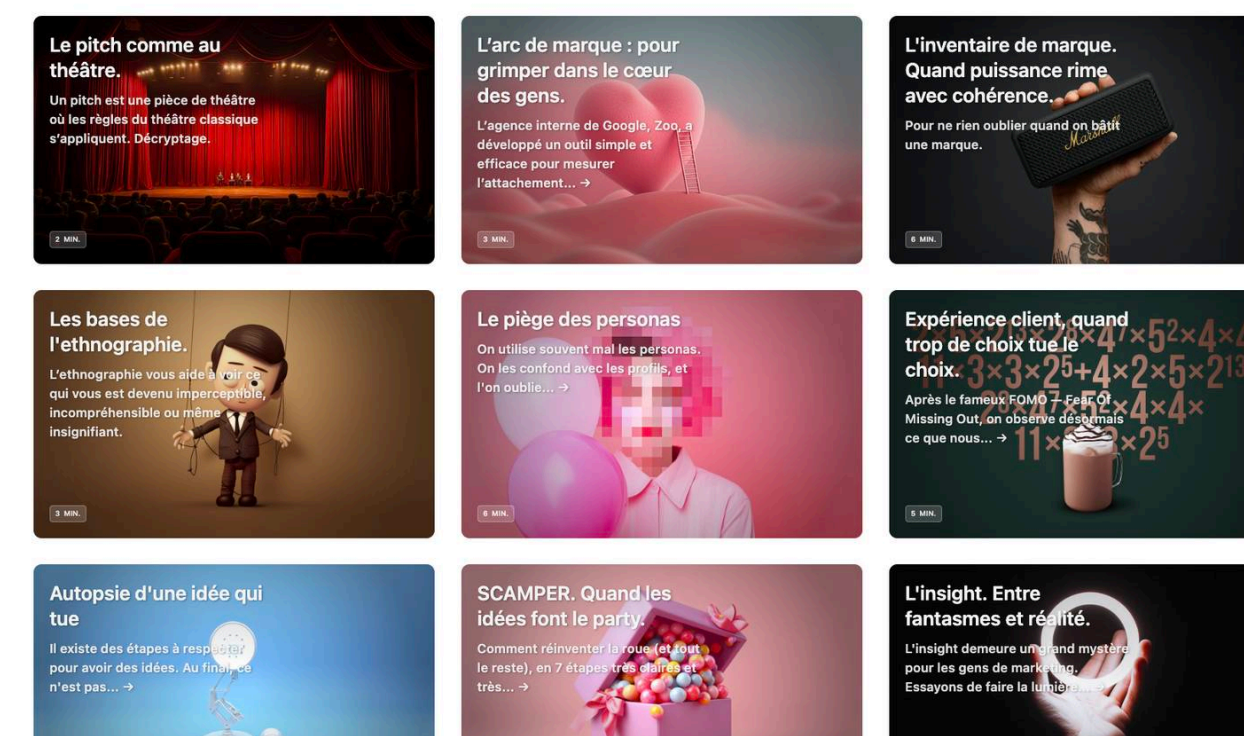 Le pitch comme au
théâtre.
Un pitch est une pièce de théâtre
où les règles du théâtre classique
s'appliquent. Décryptage.
2 MIN.
L'arc de marque : pour
grimper dans le cœur
des gens.
L'agence interne de Google, Zoo, a
développé un outil simple et
efficace pour mesurer
l'attachement... →
3 MIN.
L'inventaire de marque.
Quand puissance rime
avec cohérence.
Pour ne rien oublier quand on bâtit
une marque.
Marshall
6 MIN.
Les bases de
l'ethnographie.
L'ethnographie vous aide à voir ce
qui vous est devenu imperceptible,
incompréhensible ou même
insignifiant.
3 MIN.
Le piège des personas
On utilise souvent mal les personas.
On les confond avec les profils, et
l'on oublie... →
6 MIN.
Expérience client, quand
trop de choix tue le
choix.
Après le fameux FOMO — Fear Of
Missing Out, on observe désormais
ce que nous... →
5 MIN.
Autopsie d'une idée qui
tue
Il existe des étapes à respecter
pour avoir des idées. Au final, ce
n'est pas... →
SCAMPER. Quand les
idées font le party.
Comment réinventer la roue (et tout
le reste), en 7 étapes très claires et
très... →
L'insight. Entre
fantasmes et réalité.
L'insight demeure un grand mystère
pour les gens de marketing.
Essayons de faire la lumière... →